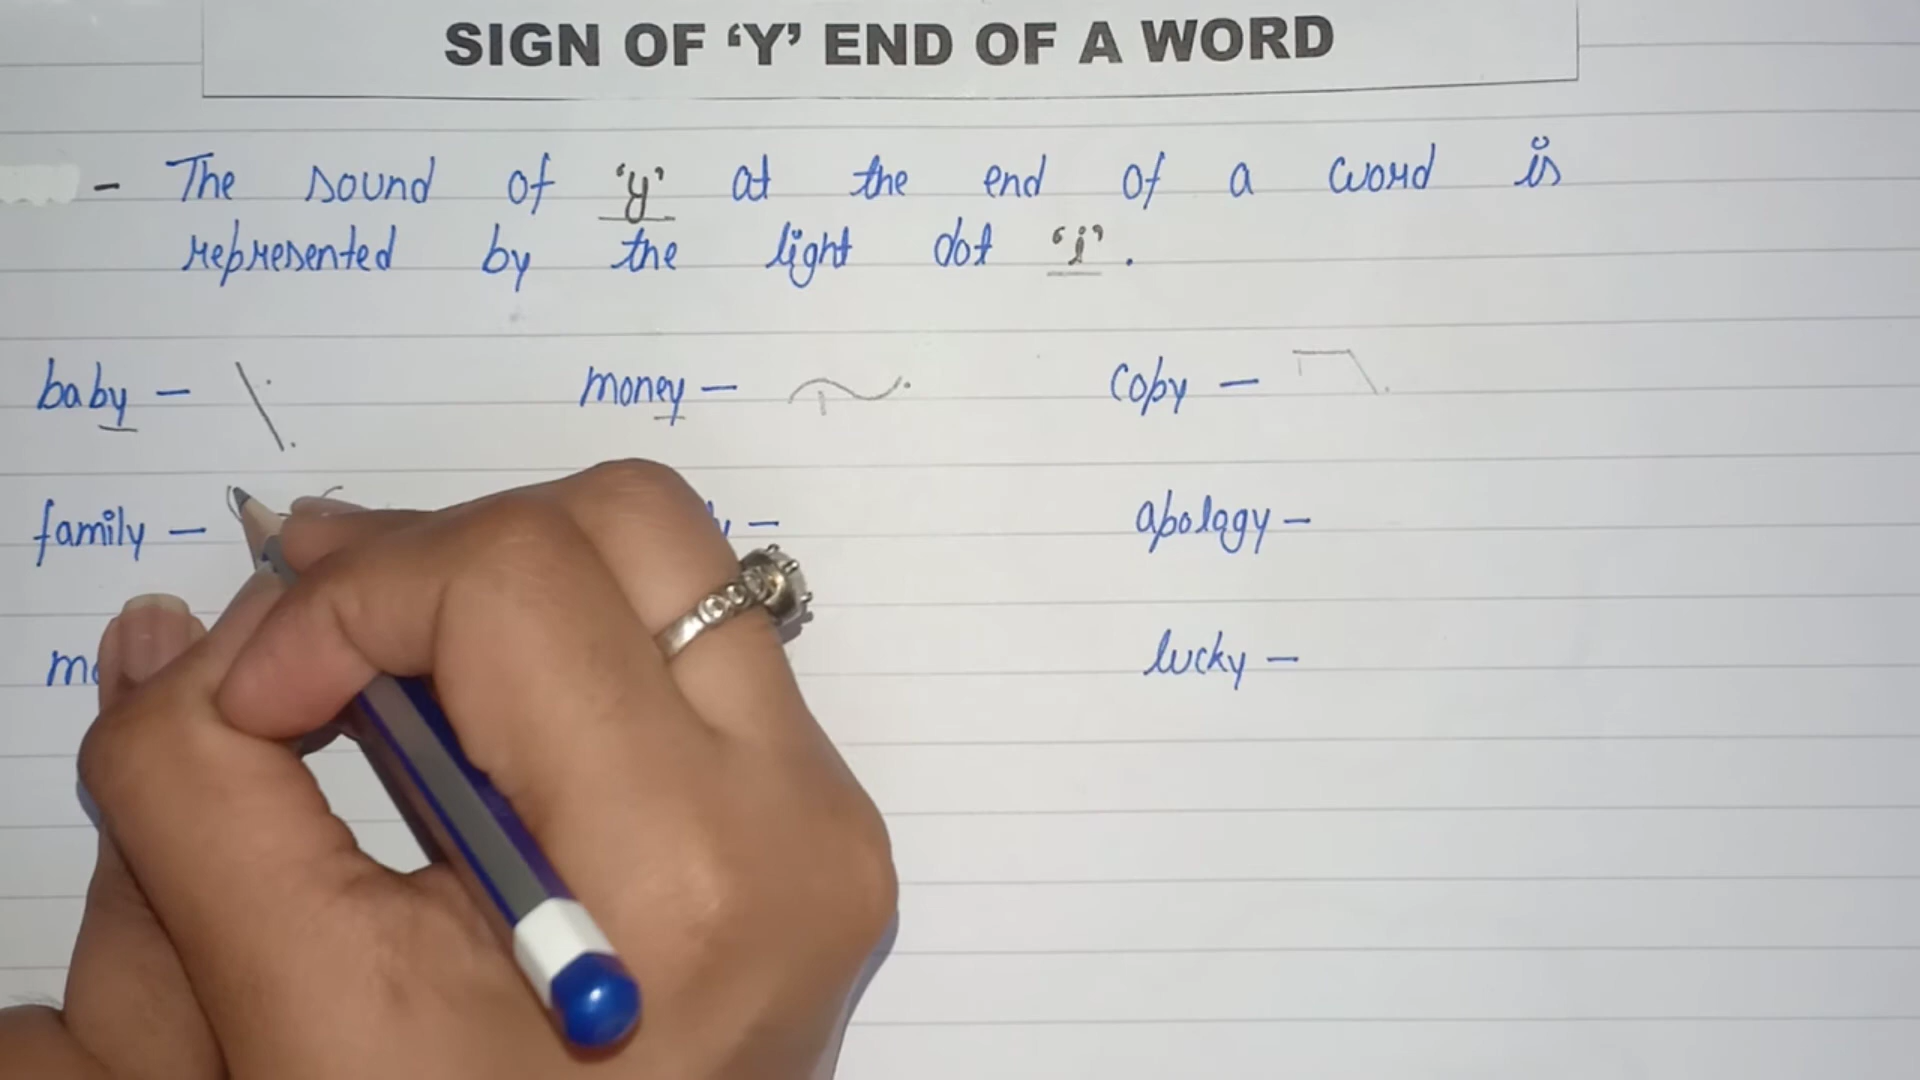 SIGN OF ‘Y’ END OF A WORD
- The sound of ‘y’ at the end of a word is
represented by the light dot ‘i’.
baby - money - copy -
family - apology -
lucky -